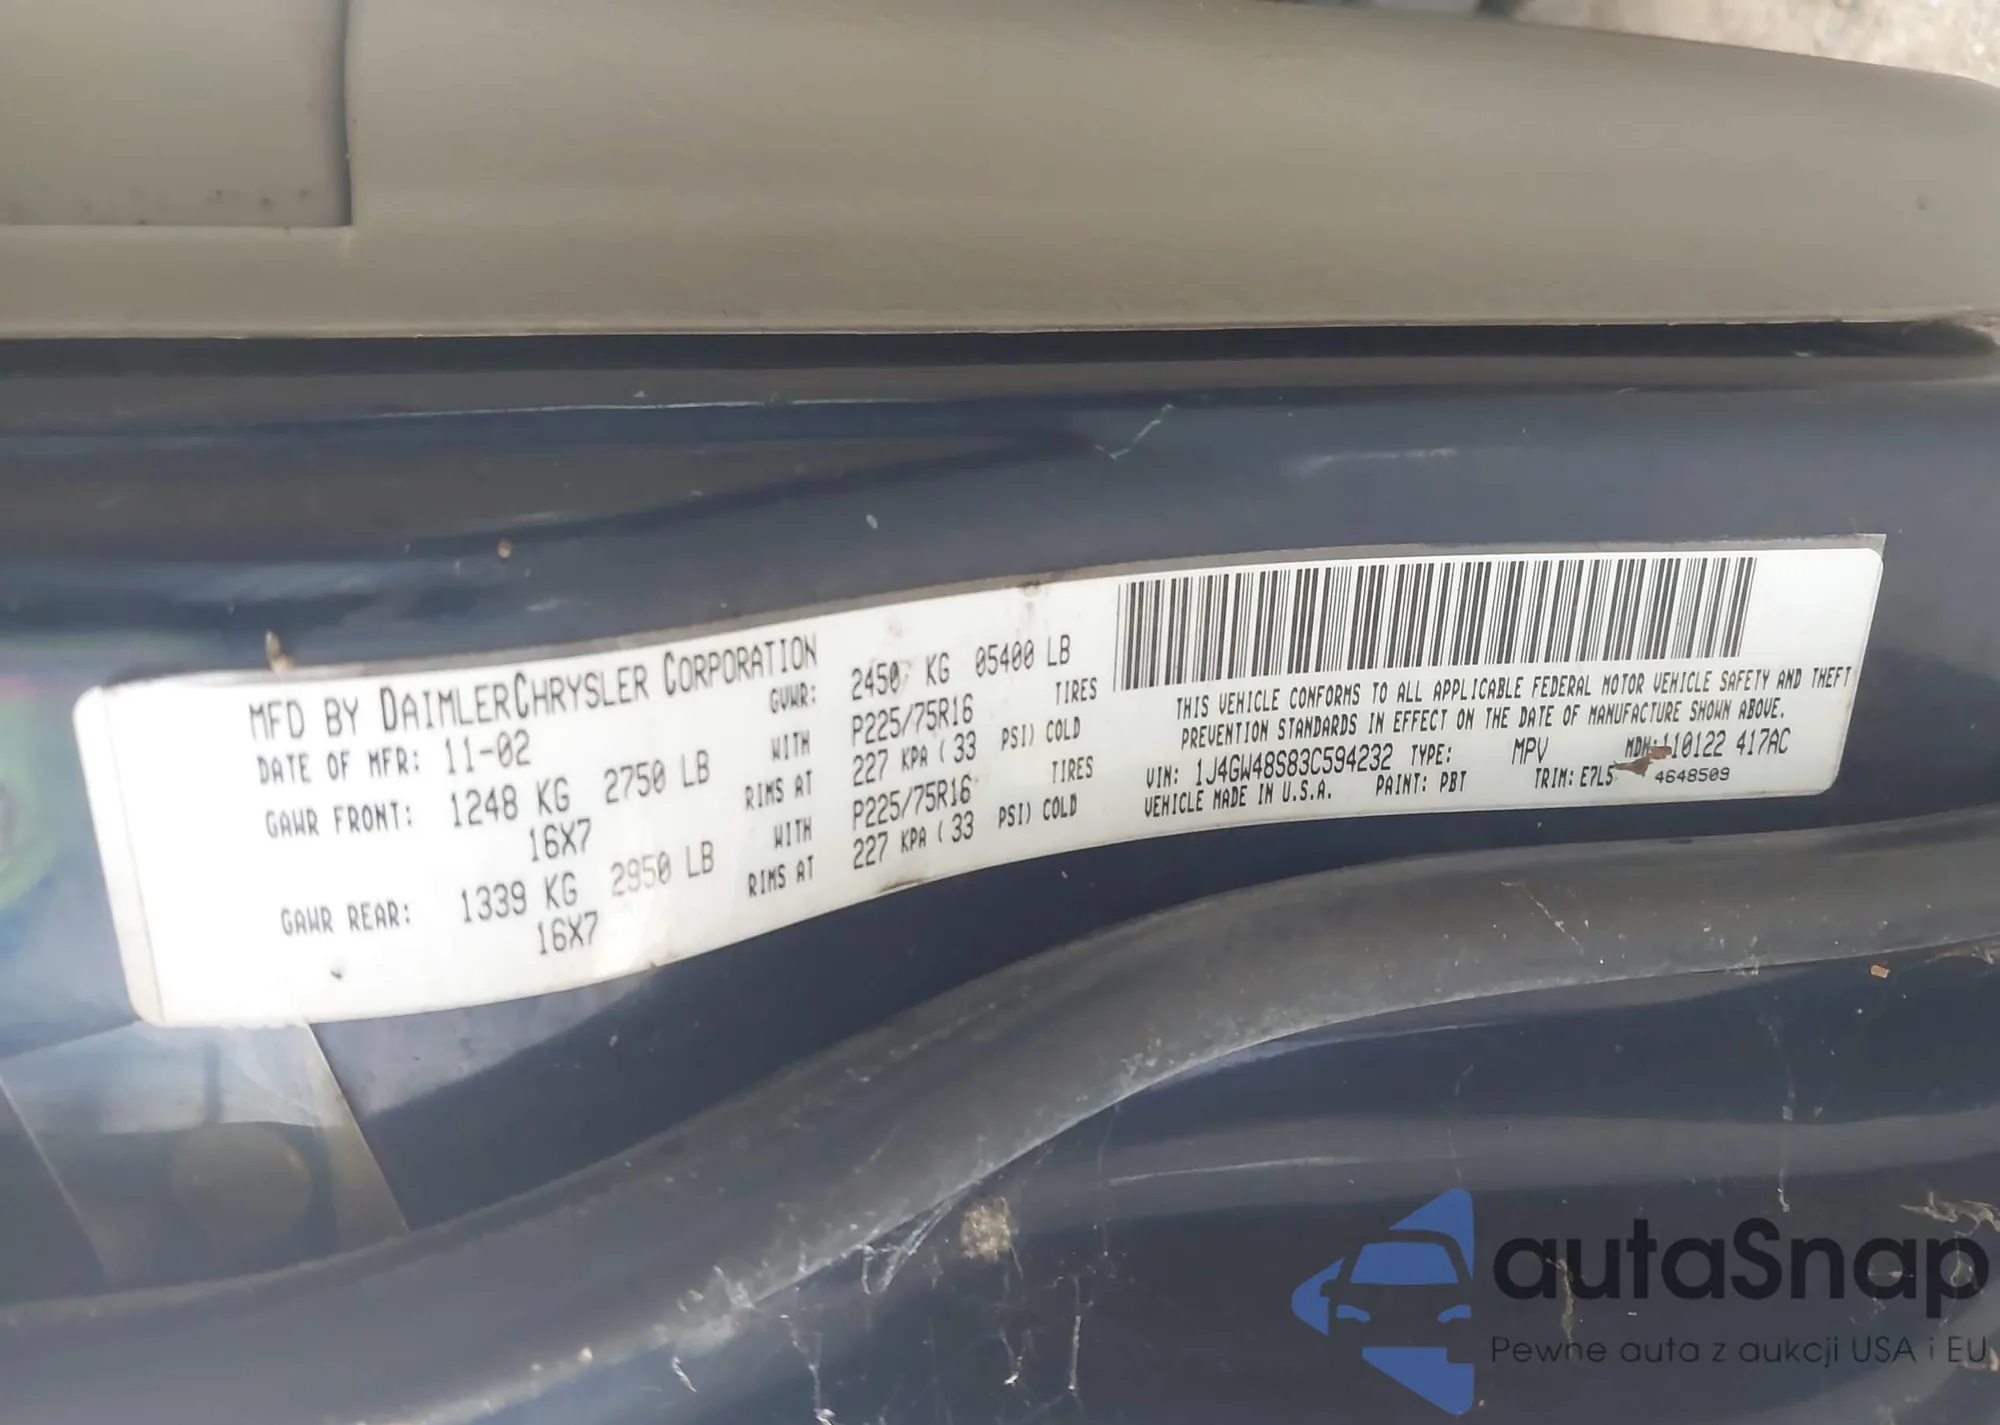 MFD BY DAIMLERCHRYSLER CORPORATION
DATE OF MFR: 11-02 GVWR: 2450 KG 05400 LB
GAWR FRONT: 1248 KG 2750 LB WITH P225/75R16 TIRES
16X7 RIMS AT 227 KPA (33 PSI) COLD
GAWR REAR: 1339 KG 2950 LB WITH P225/75R16 TIRES
16X7 RIMS AT 227 KPA (33 PSI) COLD
THIS VEHICLE CONFORMS TO ALL APPLICABLE FEDERAL MOTOR VEHICLE SAFETY AND THEFT
PREVENTION STANDARDS IN EFFECT ON THE DATE OF MANUFACTURE SHOWN ABOVE.
VIN: 1J4GW48S83C594232 TYPE: MPV MDH: 110122 417AC
VEHICLE MADE IN U.S.A. PAINT: PBT TRIM: E7L5 4648509
autaSnap
Pewne auta z aukcji USA i EU